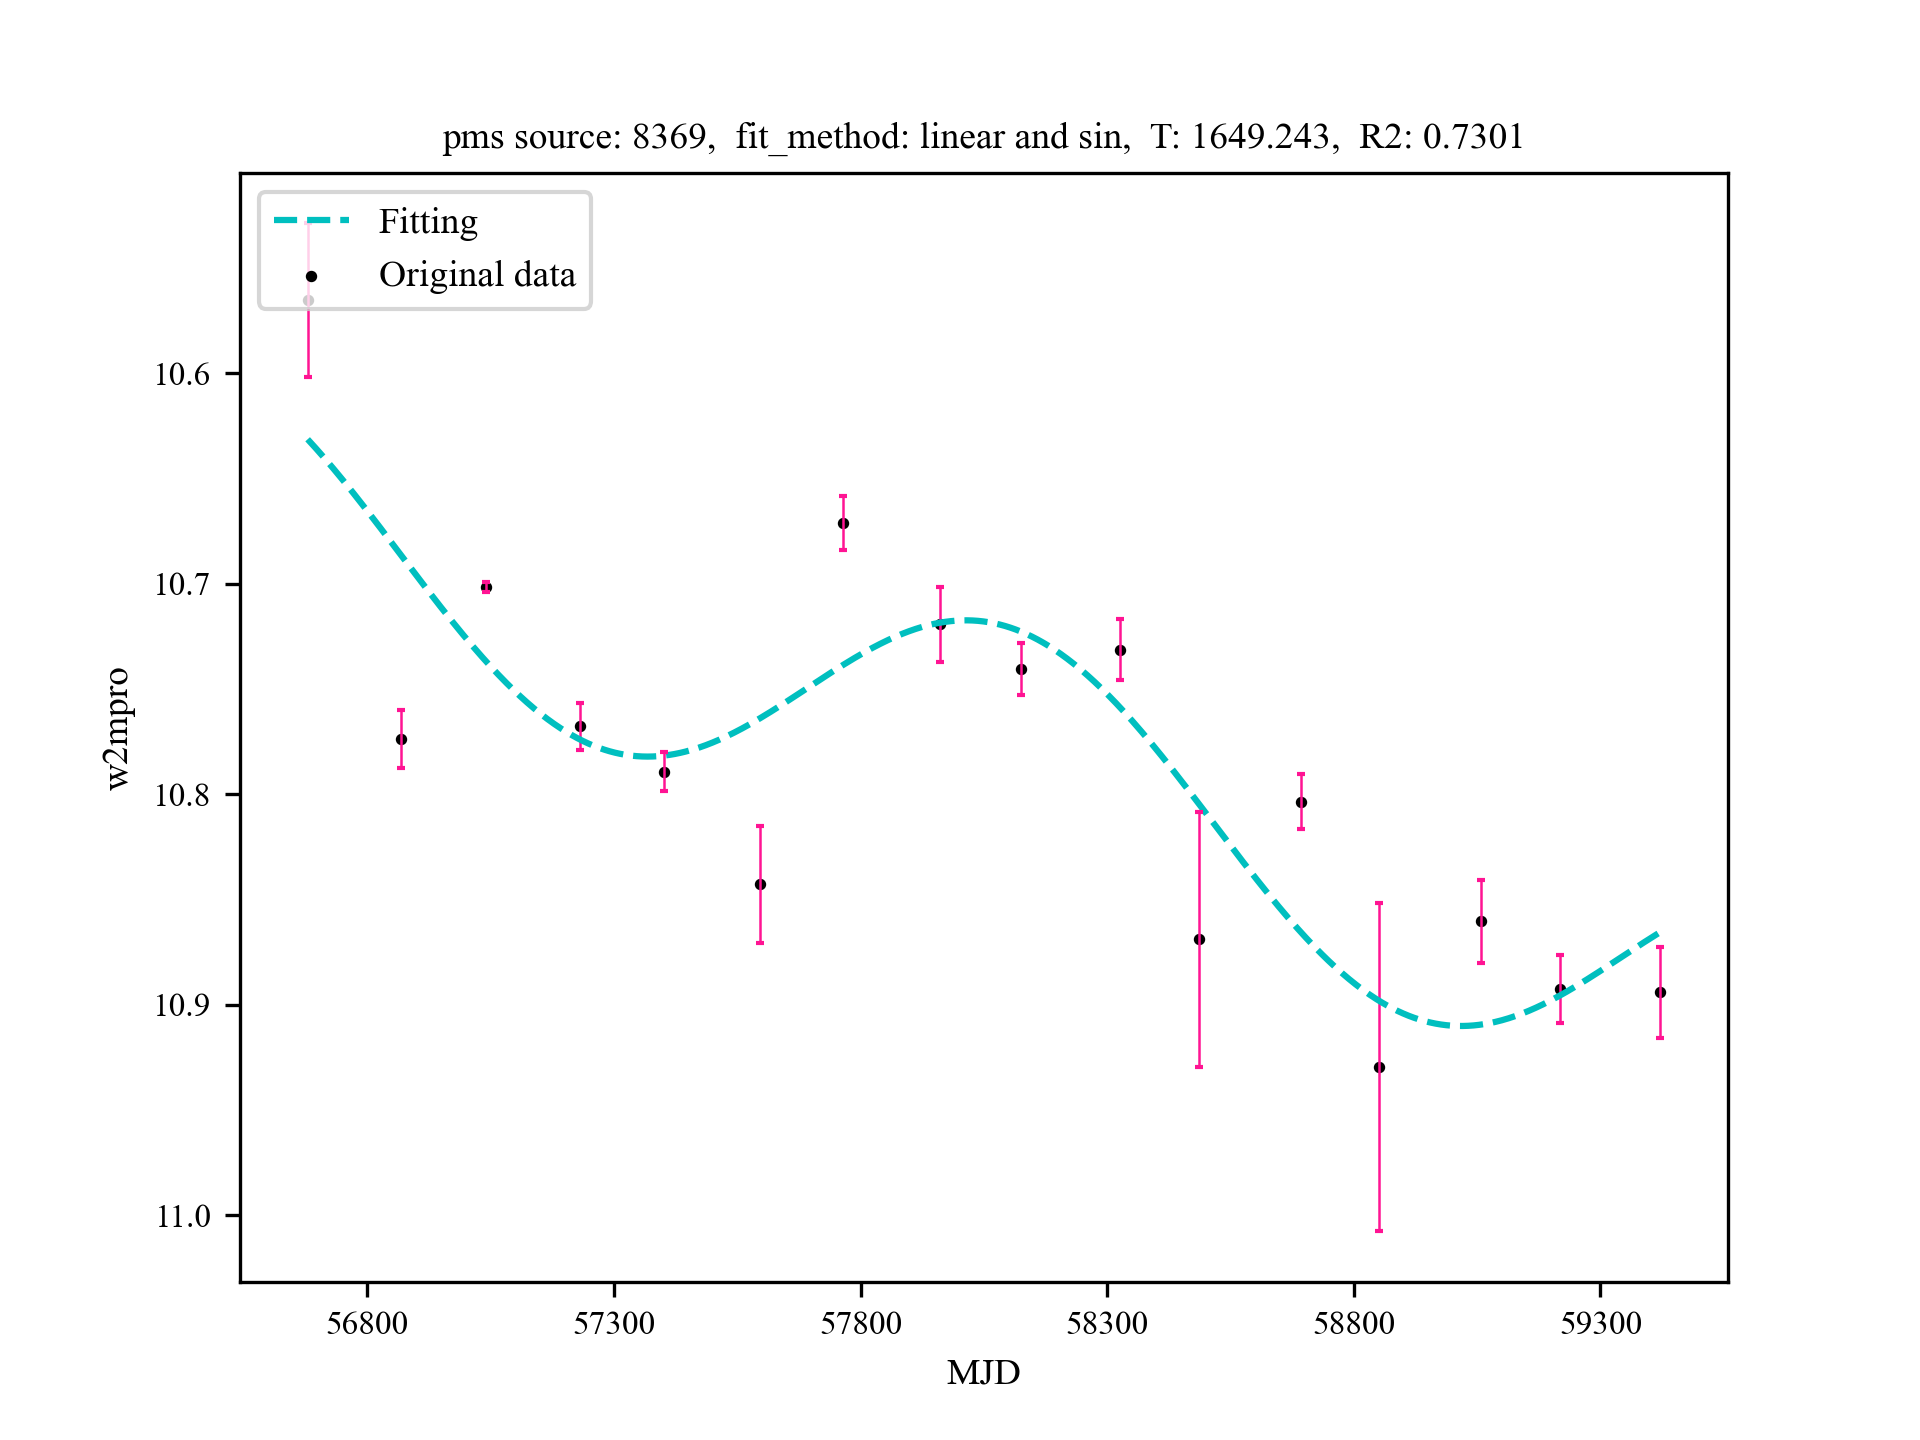 pms source: 8369,  fit_method: linear and sin,  T: 1649.243,  R2: 0.7301
Fitting
Original data
10.6
10.7
10.8
10.9
11.0
w2mpro
56800 57300 57800 58300 58800 59300
MJD